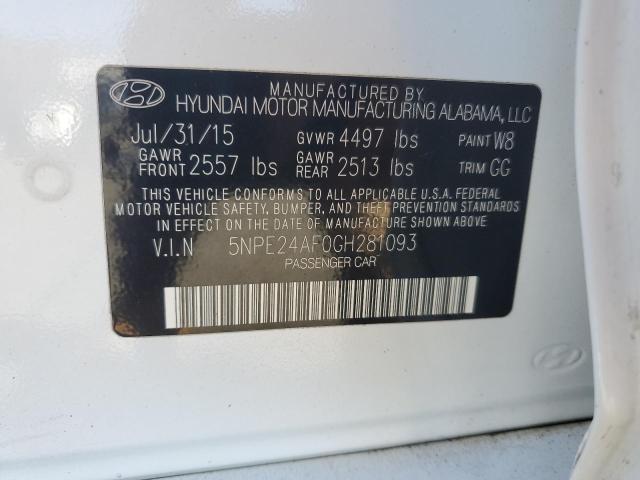 MANUFACTURED BY
HYUNDAI MOTOR MANUFACTURING ALABAMA, LLC
Jul/31/15 GVWR 4497 lbs PAINT W8
GAWR FRONT 2557 lbs GAWR REAR 2513 lbs TRIM GG
THIS VEHICLE CONFORMS TO ALL APPLICABLE U.S.A. FEDERAL
MOTOR VEHICLE SAFETY, BUMPER, AND THEFT PREVENTION STANDARDS
IN EFFECT ON THE DATE OF MANUFACTURE SHOWN ABOVE.
V.I.N 5NPE24AF0GH281093
PASSENGER CAR